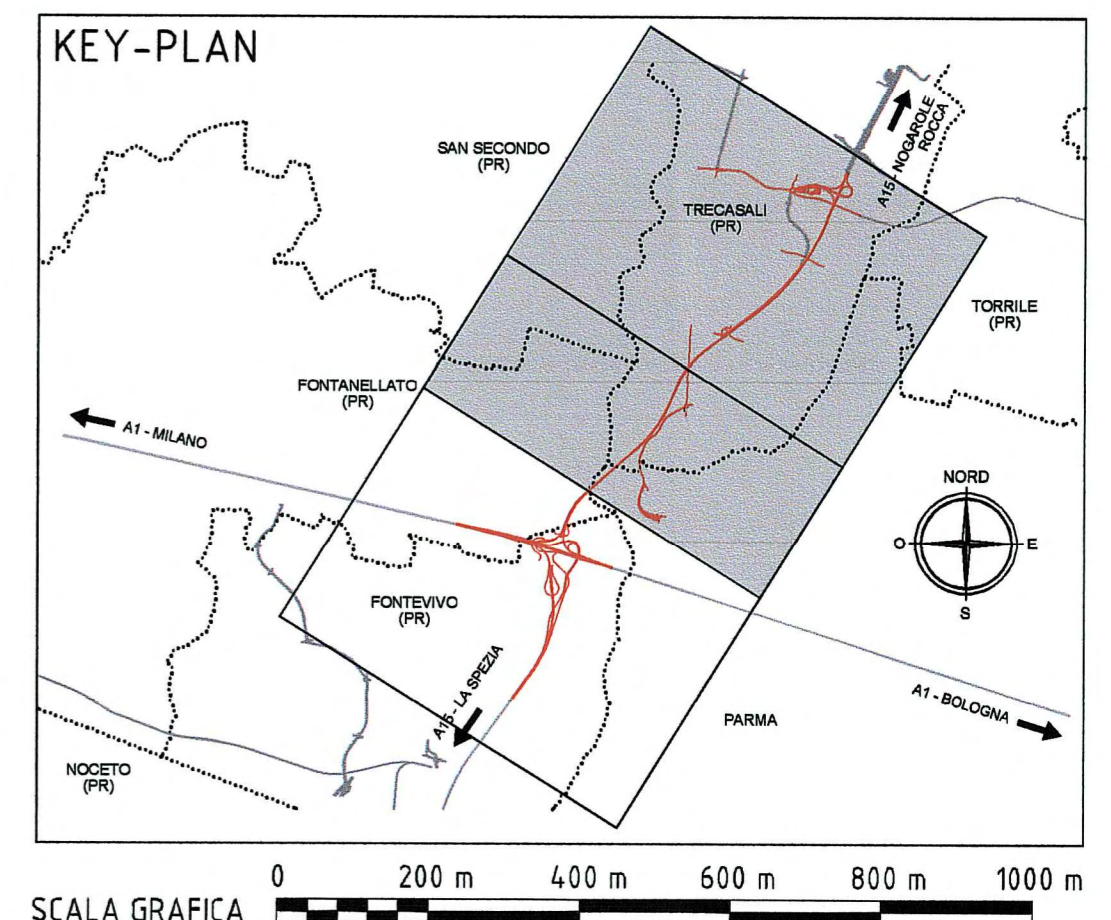 KEY-PLAN
SAN SECONDO
(PR)
A15 - NOGAROLE
ROCCA
TRECASALI
(PR)
TORRILE
(PR)
FONTANELLATO
(PR)
A1 - MILANO
NORD
O
E
S
FONTEVIVO
(PR)
A15 - LA SPEZIA
A1 - BOLOGNA
PARMA
NOCETO
(PR)
0 200 m 400 m 600 m 800 m 1000 m
SCALA GRAFICA